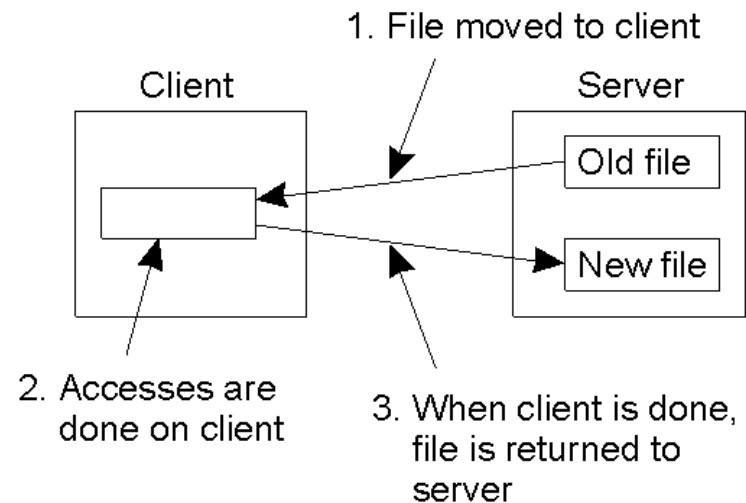 1. File moved to client
Client
Server
Old file
New file
2. Accesses are
done on client
3. When client is done,
file is returned to
server